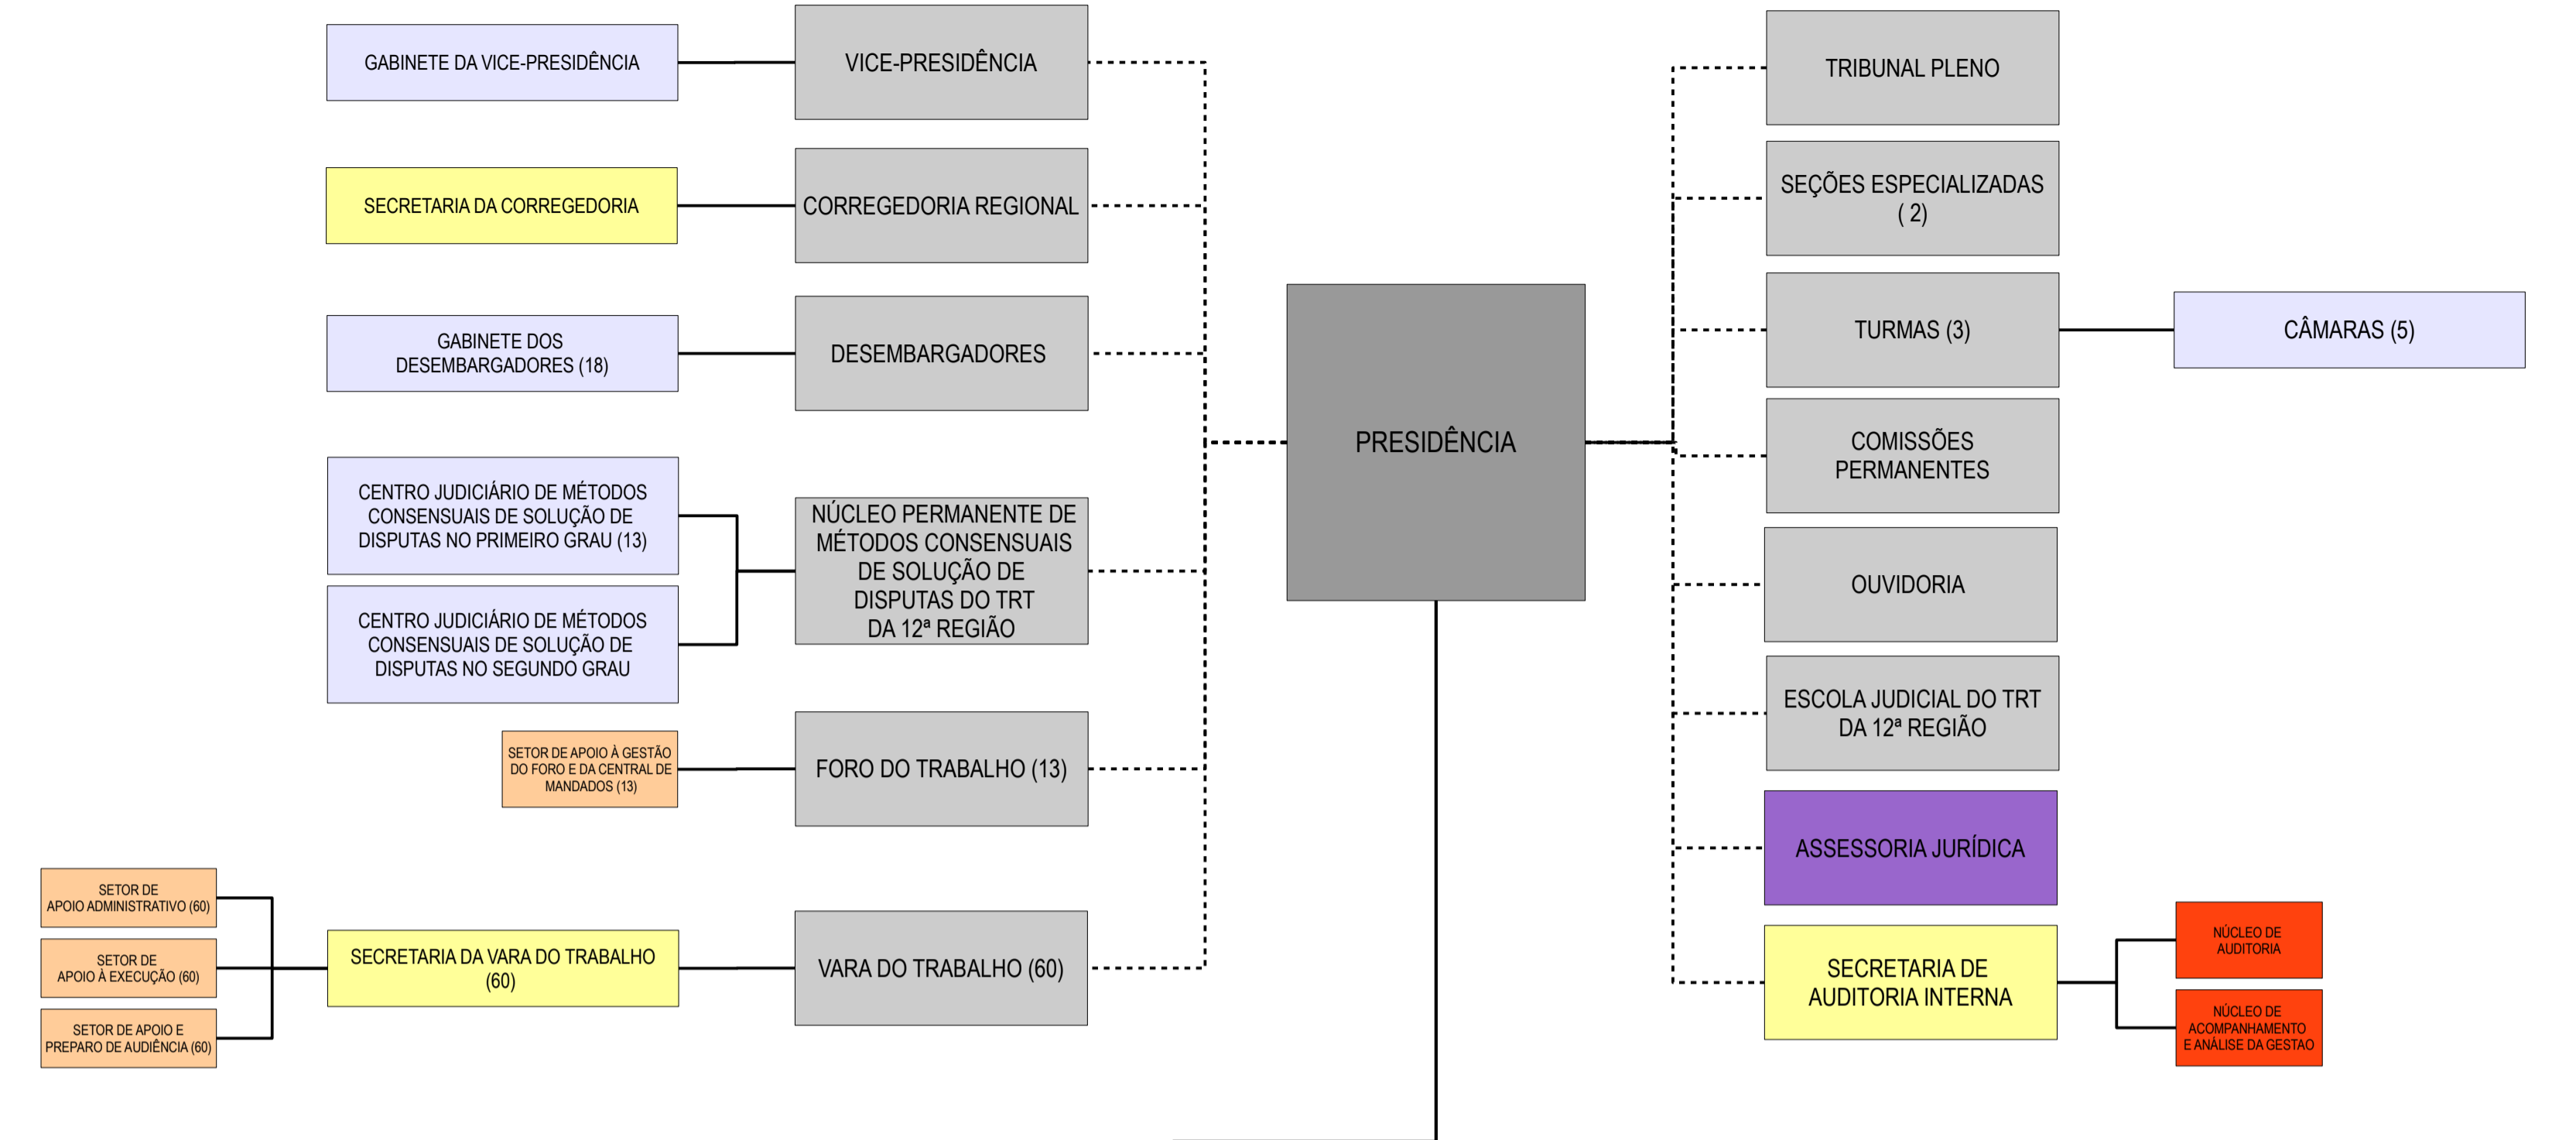 GABINETE DA VICE-PRESIDÊNCIA
VICE-PRESIDÊNCIA
SECRETARIA DA CORREGEDORIA
CORREGEDORIA REGIONAL
GABINETE DOS
DESEMBARGADORES (18)
DESEMBARGADORES
CENTRO JUDICIÁRIO DE MÉTODOS
CONSENSUAIS DE SOLUÇÃO DE
DISPUTAS NO PRIMEIRO GRAU (13)
CENTRO JUDICIÁRIO DE MÉTODOS
CONSENSUAIS DE SOLUÇÃO DE
DISPUTAS NO SEGUNDO GRAU
NÚCLEO PERMANENTE DE
MÉTODOS CONSENSUAIS
DE SOLUÇÃO DE
DISPUTAS DO TRT
DA 12ª REGIÃO
SETOR DE APOIO À GESTÃO
DO FORO E DA CENTRAL DE
MANDADOS (13)
FORO DO TRABALHO (13)
SETOR DE
APOIO ADMINISTRATIVO (60)
SETOR DE
APOIO À EXECUÇÃO (60)
SETOR DE APOIO E
PREPARO DE AUDIÊNCIA (60)
SECRETARIA DA VARA DO TRABALHO
(60)
VARA DO TRABALHO (60)
PRESIDÊNCIA
TRIBUNAL PLENO
SEÇÕES ESPECIALIZADAS
( 2)
TURMAS (3)
CÂMARAS (5)
COMISSÕES
PERMANENTES
OUVIDORIA
ESCOLA JUDICIAL DO TRT
DA 12ª REGIÃO
ASSESSORIA JURÍDICA
SECRETARIA DE
AUDITORIA INTERNA
NÚCLEO DE
AUDITORIA
NÚCLEO DE
ACOMPANHAMENTO
E ANÁLISE DA GESTAO